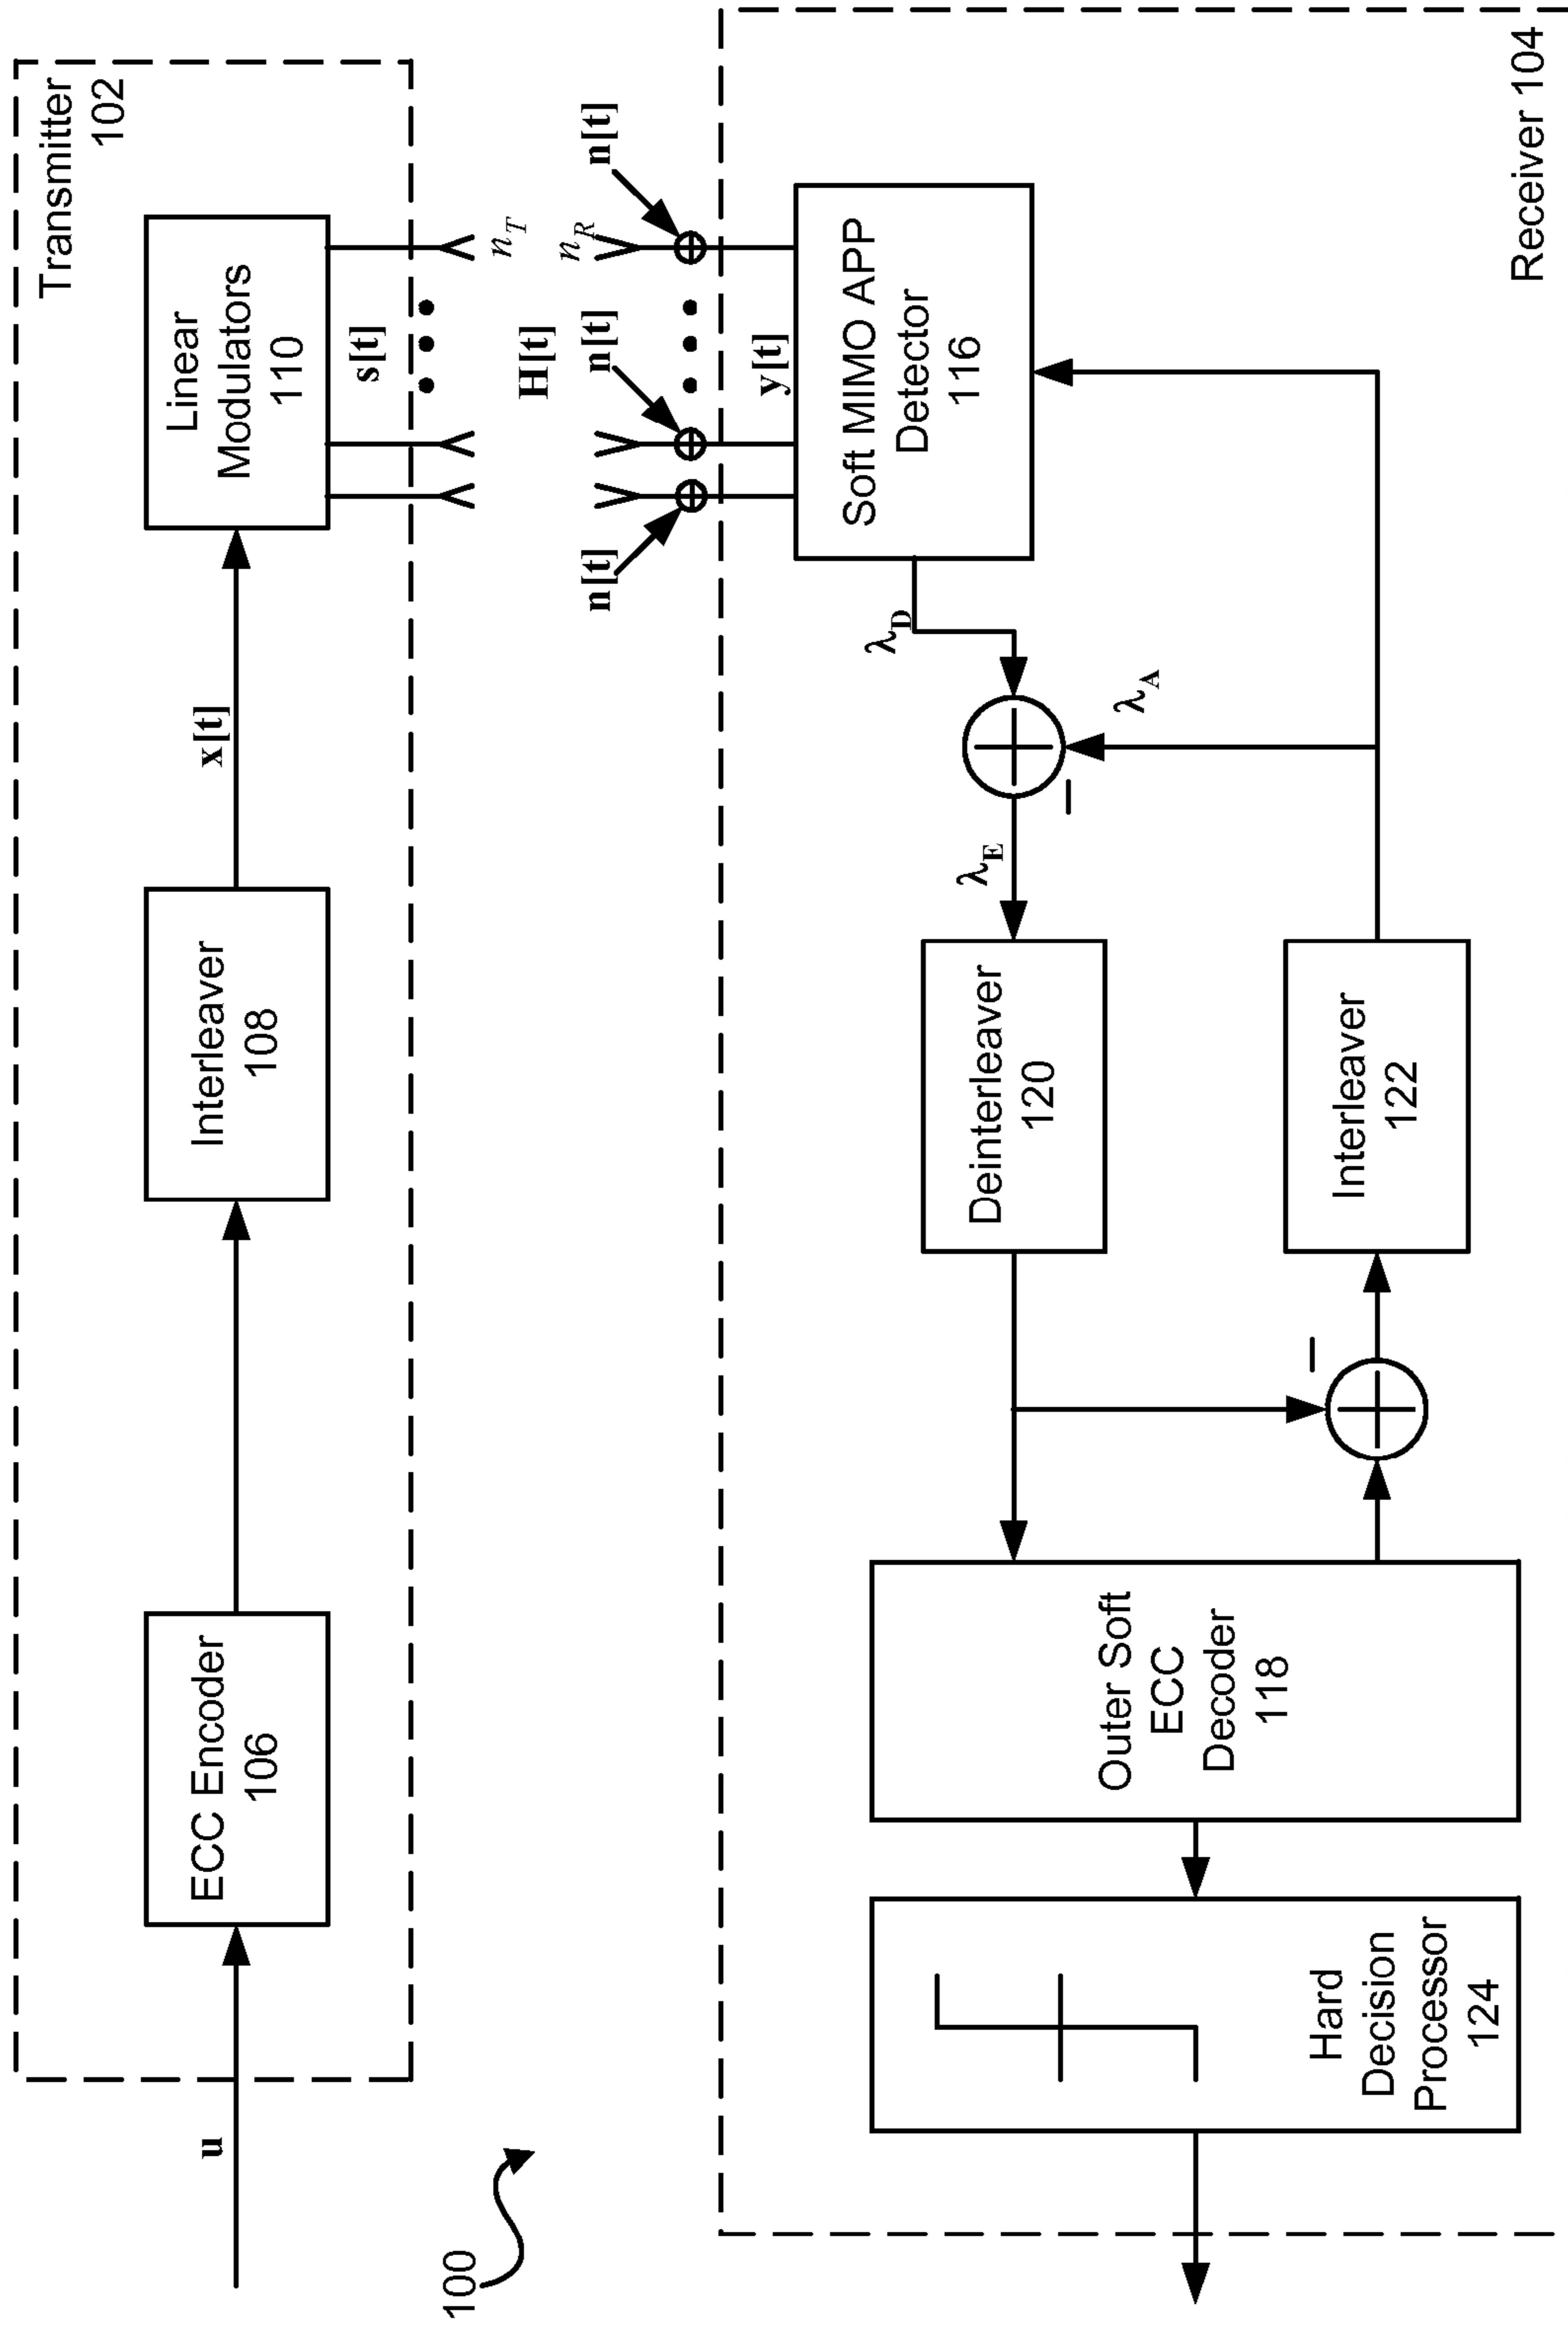 Transmitter
102
u
ECC Encoder
106
Interleaver
108
x[t]
Linear
Modulators
110
s[t]
n_T
100
H[t]
n_R
n[t]
n[t]
n[t]
y[t]
Soft MIMO APP
Detector
116
λ_D
λ_A
λ_E
Deinterleaver
120
Interleaver
122
Outer Soft
ECC
Decoder
118
Hard
Decision
Processor
124
Receiver 104